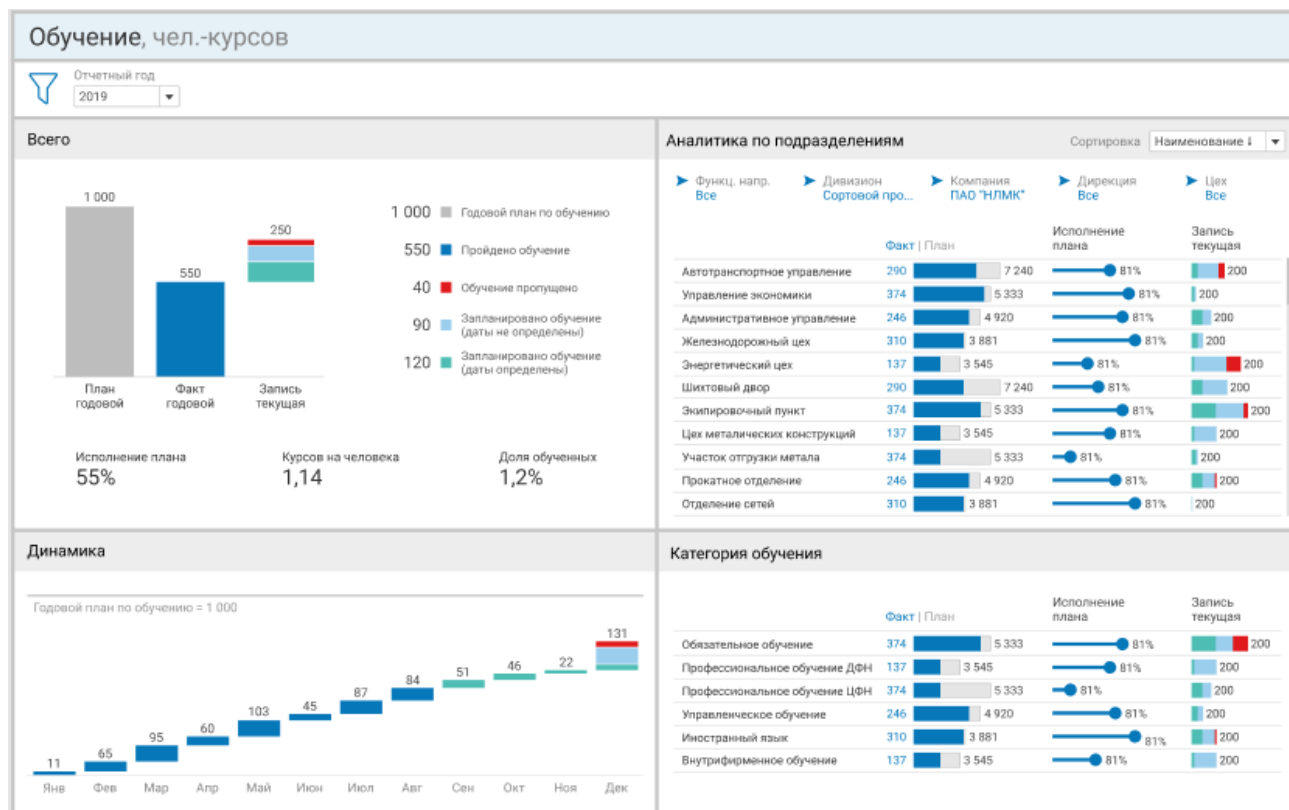 Обучение, чел.-курсов
Отчетный год
2019
Всего
1 000
550
250
План годовой
Факт годовой
Запись текущая
1 000 Годовой план по обучению
550 Пройдено обучение
40 Обучение пропущено
90 Запланировано обучение
(даты не определены)
120 Запланировано обучение
(даты определены)
Исполнение плана
55%
Курсов на человека
1,14
Доля обученных
1,2%
Аналитика по подразделениям
Сортировка Наименование
Функц. напр.
Все
Дивизион
Сортовой про...
Компания
ПАО "НЛМК"
Дирекция
Все
Цех
Все
Факт | План
Исполнение плана
Запись текущая
Автотранспортное управление 290 7 240 81% 200
Управление экономики 374 5 333 81% 200
Административное управление 246 4 920 81% 200
Железнодорожный цех 310 3 881 81% 200
Энергетический цех 137 3 545 81% 200
Шихтовый двор 290 7 240 81% 200
Экипировочный пункт 374 5 333 81% 200
Цех металических конструкций 137 3 545 81% 200
Участок отгрузки метала 374 5 333 81% 200
Прокатное отделение 246 4 920 81% 200
Отделение сетей 310 3 881 81% 200
Динамика
Годовой план по обучению = 1 000
11 65 95 60 103 45 87 84 51 46 22 131
Янв Фев Мар Апр Май Июн Июл Авг Сен Окт Ноя Дек
Категория обучения
Факт | План
Исполнение плана
Запись текущая
Обязательное обучение 374 5 333 81% 200
Профессиональное обучение ДФН 137 3 545 81% 200
Профессиональное обучение ЦФН 374 5 333 81% 200
Управленческое обучение 246 4 920 81% 200
Иностранный язык 310 3 881 81% 200
Внутрифирменное обучение 137 3 545 81% 200